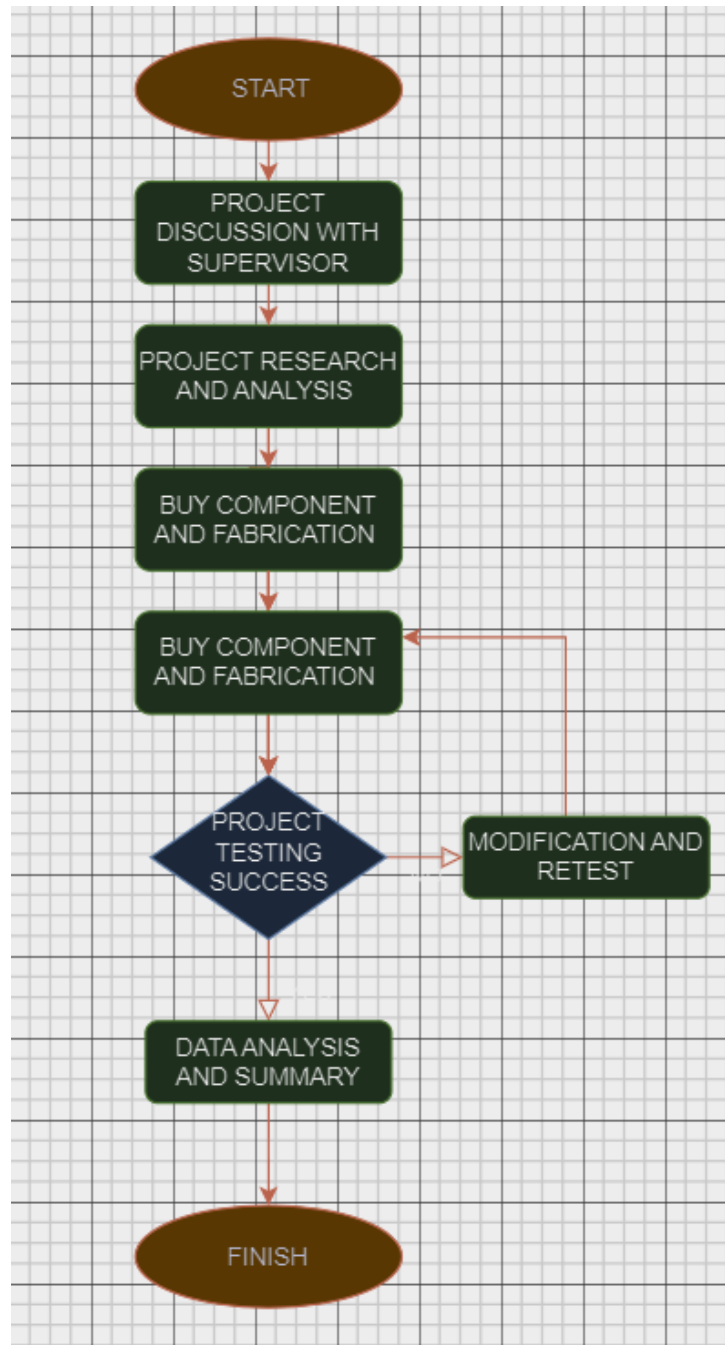 START
PROJECT
DISCUSSION WITH
SUPERVISOR
PROJECT RESEARCH
AND ANALYSIS
BUY COMPONENT
AND FABRICATION
BUY COMPONENT
AND FABRICATION
PROJECT
TESTING
SUCCESS
MODIFICATION AND
RETEST
DATA ANALYSIS
AND SUMMARY
FINISH